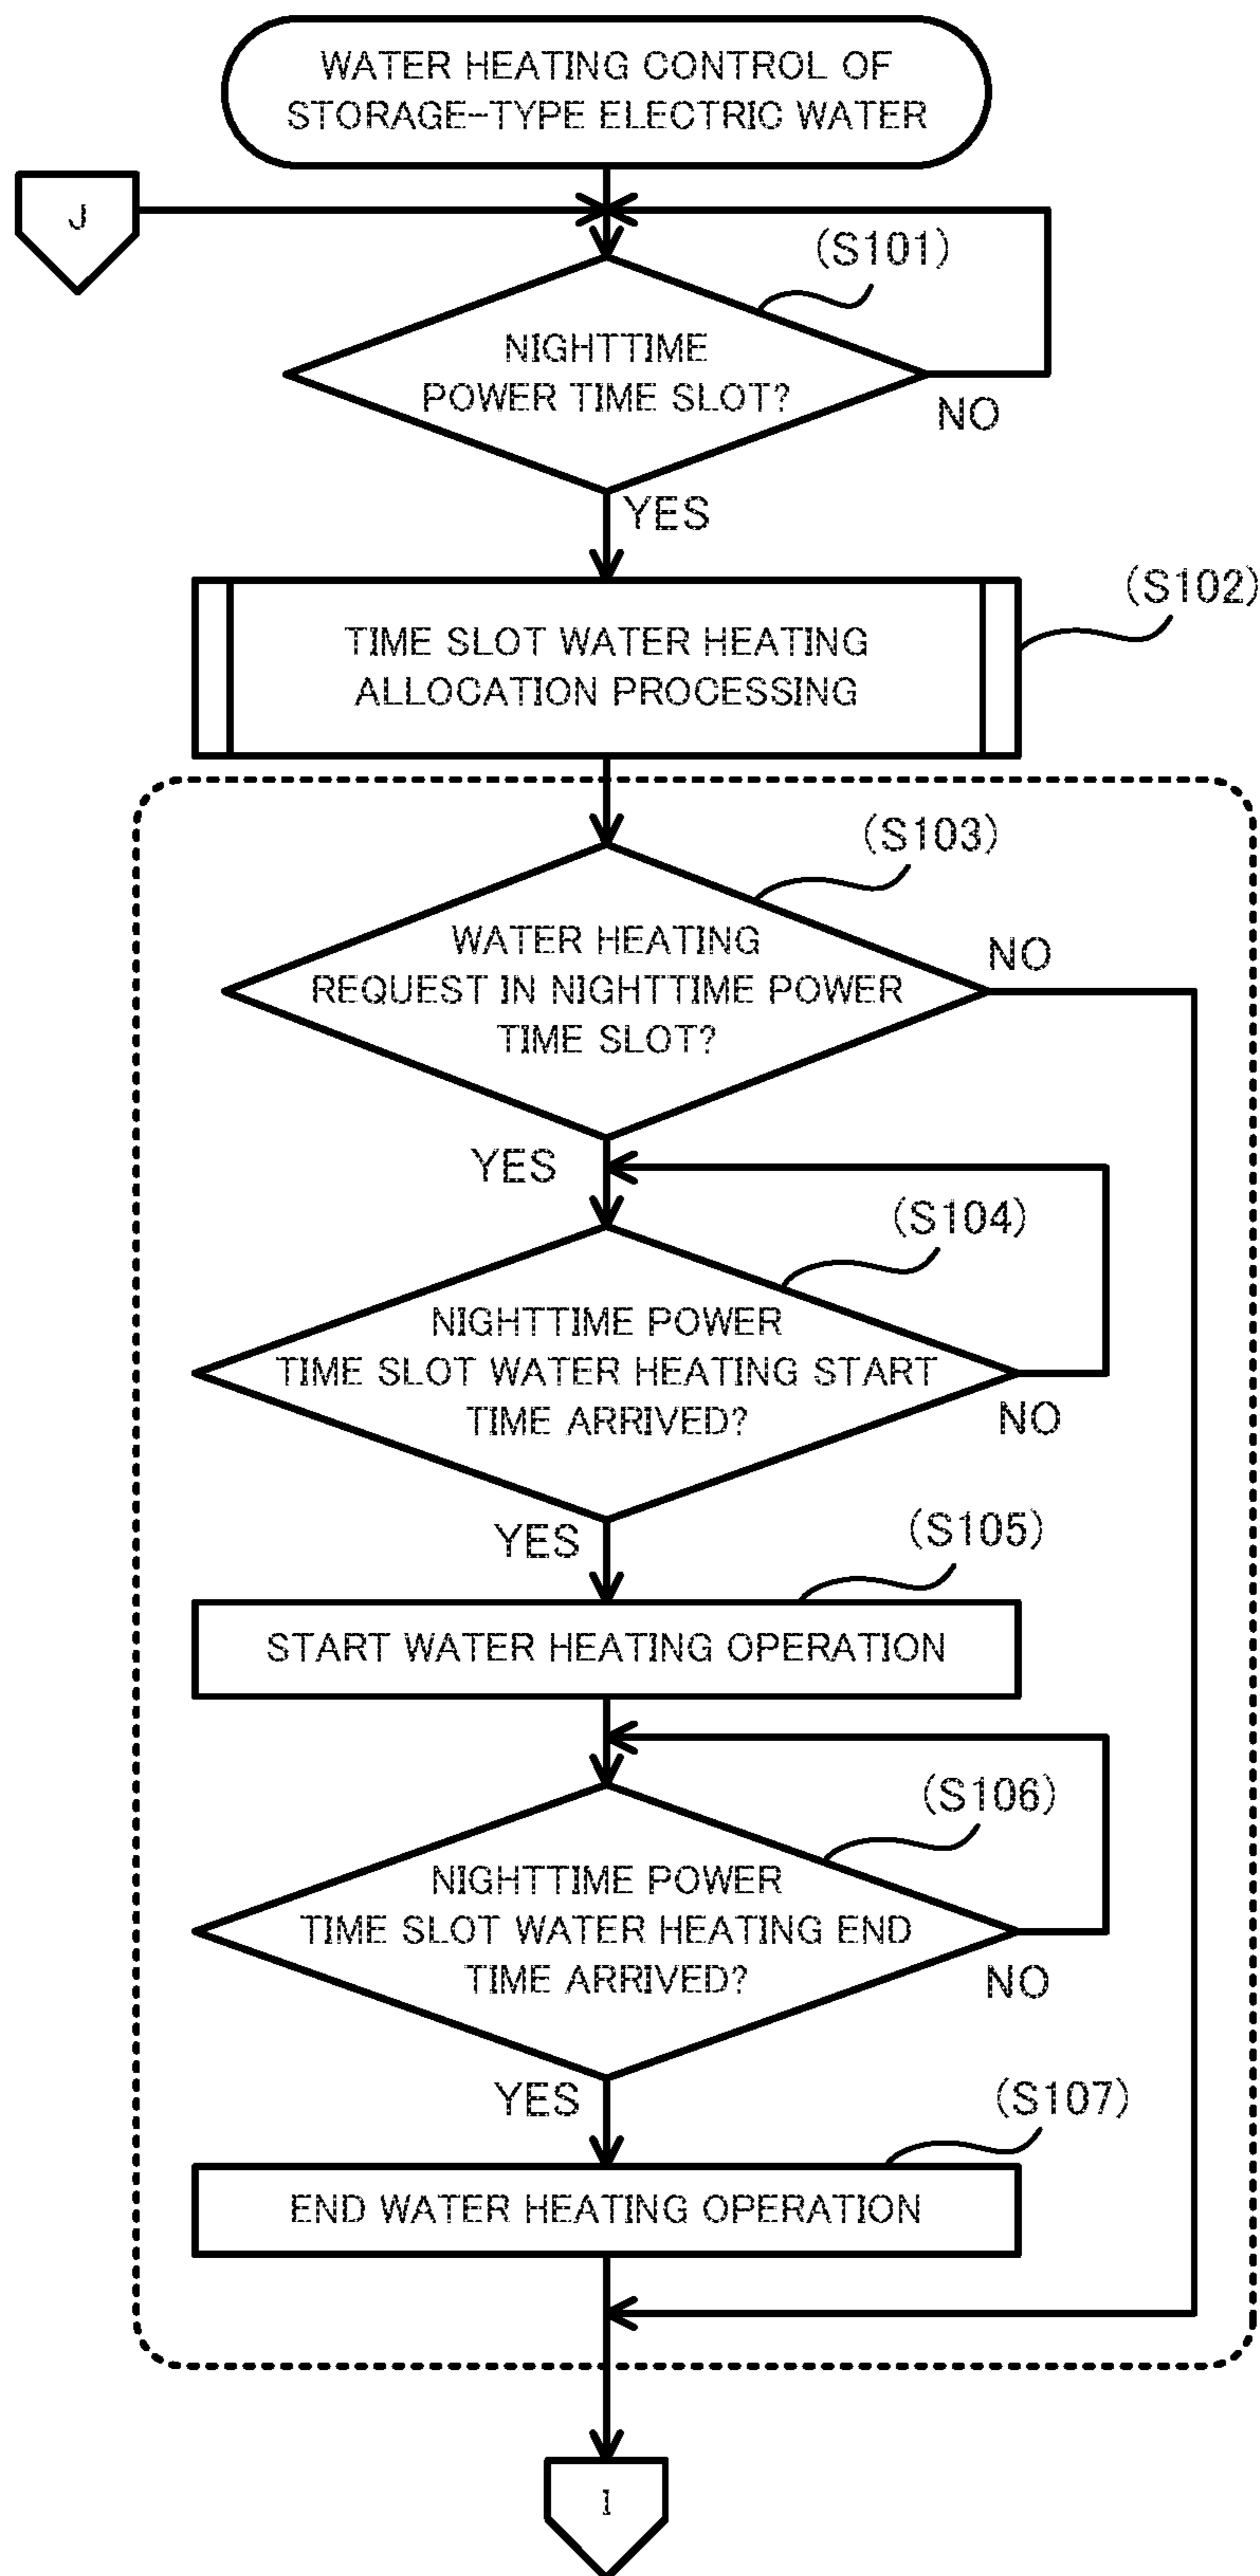 WATER HEATING CONTROL OF
STORAGE-TYPE ELECTRIC WATER
J
(S101)
NIGHTTIME
POWER TIME SLOT?
NO
YES
(S102)
TIME SLOT WATER HEATING
ALLOCATION PROCESSING
(S103)
WATER HEATING
REQUEST IN NIGHTTIME POWER
TIME SLOT?
NO
YES
(S104)
NIGHTTIME POWER
TIME SLOT WATER HEATING START
TIME ARRIVED?
NO
YES
(S105)
START WATER HEATING OPERATION
(S106)
NIGHTTIME POWER
TIME SLOT WATER HEATING END
TIME ARRIVED?
NO
YES
(S107)
END WATER HEATING OPERATION
I